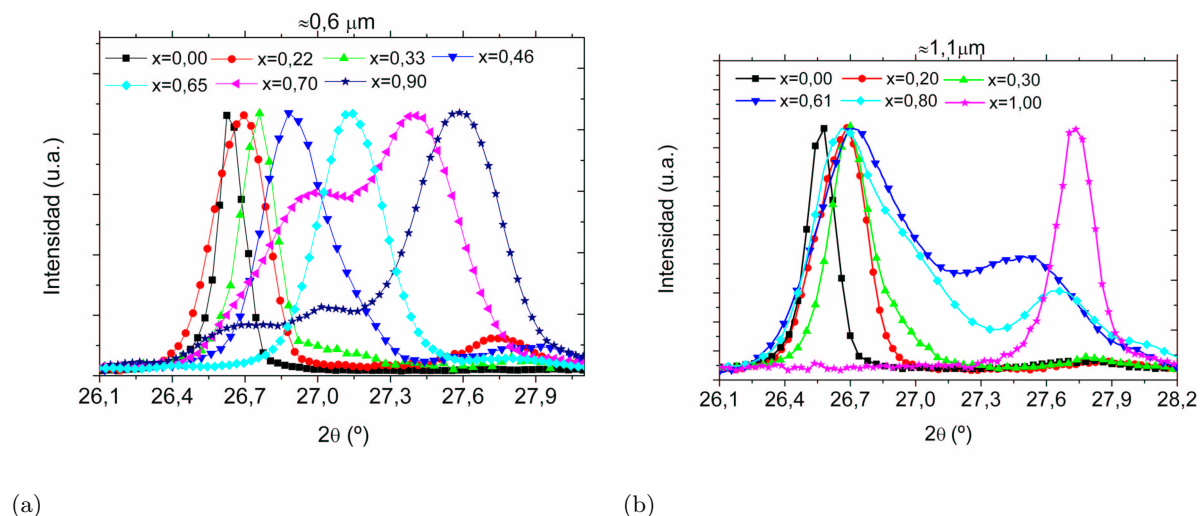 ≈0,6 μm
x=0,00 x=0,22 x=0,33 x=0,46
x=0,65 x=0,70 x=0,90
Intensidad (u.a.)
26,1 26,4 26,7 27,0 27,3 27,6 27,9
2θ (º)
(a)
≈1,1μm
x=0,00 x=0,20 x=0,30
x=0,61 x=0,80 x=1,00
Intensidad (u.a.)
26,1 26,4 26,7 27,0 27,3 27,6 27,9 28,2
2θ (º)
(b)